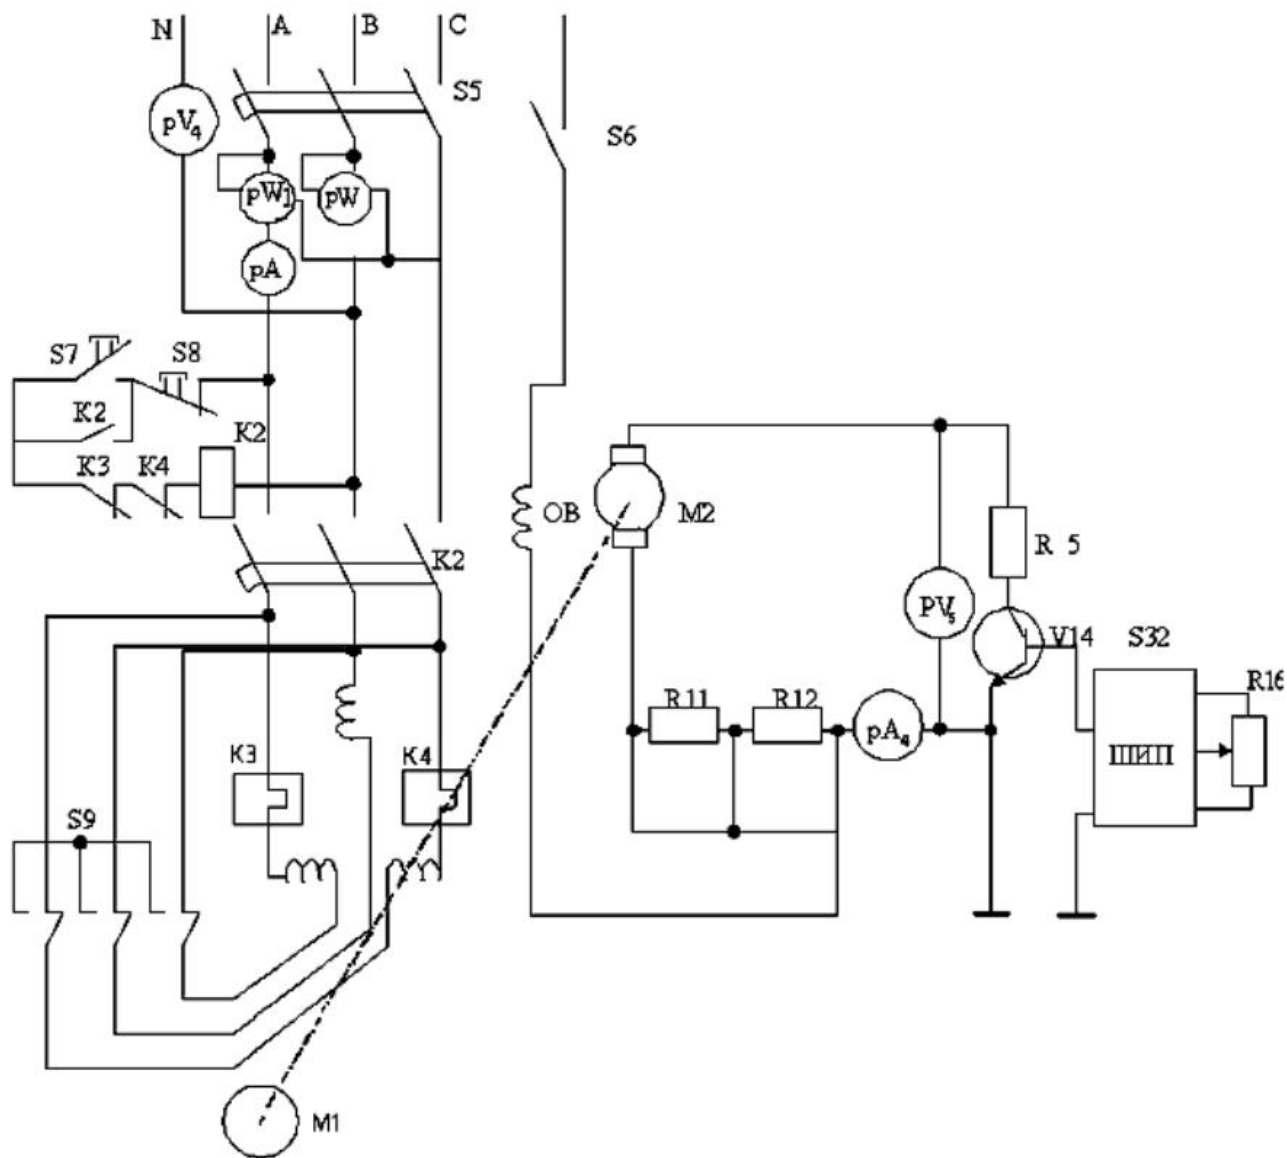 N A B C
S5
pV4
S6
pW1 pW
pA
S7 S8
K2 K2
K3 K4
ОВ M2
R 5
K2
PV5
V14 S32
R11 R12 R16
pA4
K3 K4
ШИП
S9
M1